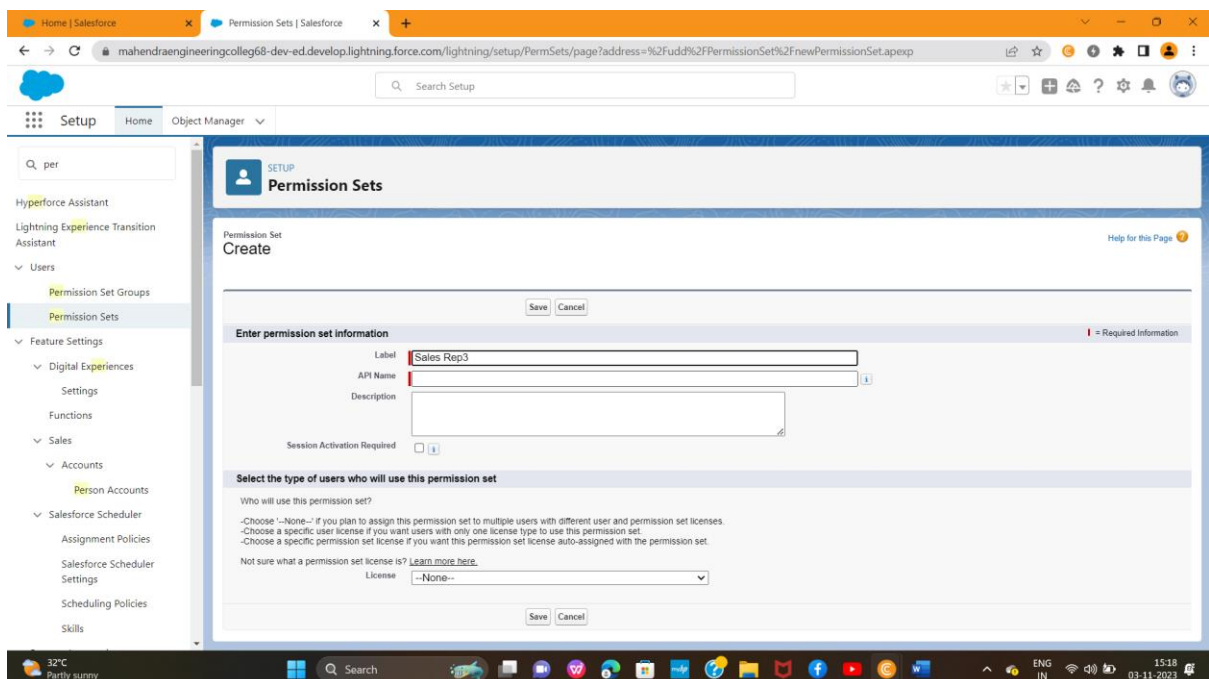 Home | Salesforce
Permission Sets | Salesforce
mahendraengineeringcolleg68-dev-ed.develop.lightning.force.com/lightning/setup/PermSets/page?address=%2Fudd%2FPermissionSet%2FnewPermissionSet.apexp
Search Setup
Setup
Home
Object Manager
per
Hyperforce Assistant
Lightning Experience Transition
Assistant
Users
Permission Set Groups
Permission Sets
Feature Settings
Digital Experiences
Settings
Functions
Sales
Accounts
Person Accounts
Salesforce Scheduler
Assignment Policies
Salesforce Scheduler
Settings
Scheduling Policies
Skills
SETUP
Permission Sets
Permission Set
Create
Help for this Page
Save Cancel
Enter permission set information
= Required Information
Label Sales Rep3
API Name
Description
Session Activation Required
Select the type of users who will use this permission set
Who will use this permission set?
-Choose '--None--' if you plan to assign this permission set to multiple users with different user and permission set licenses.
-Choose a specific user license if you want users with only one license type to use this permission set.
-Choose a specific permission set license if you want this permission set license auto-assigned with the permission set.
Not sure what a permission set license is? Learn more here.
License --None--
Save Cancel
32°C
Partly sunny
Search
ENG
IN
15:18
03-11-2023